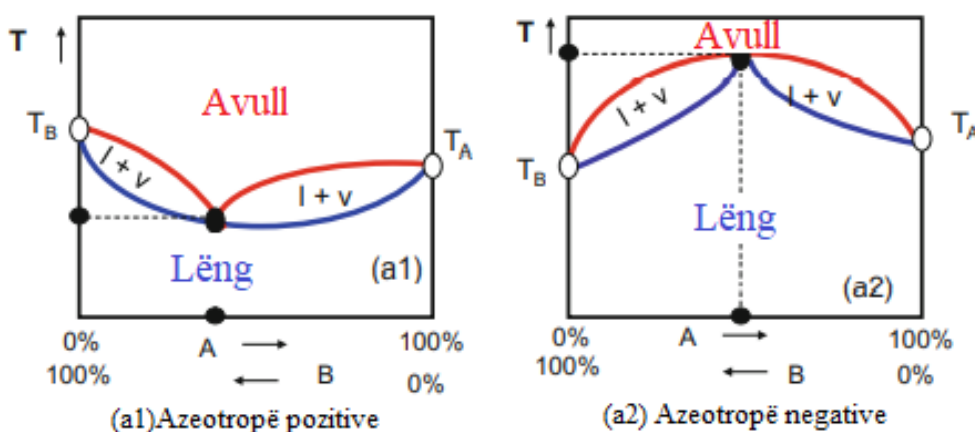 T
Avull
T_B
l + v
l + v
T_A
Lëng
(a1)
0%
A
100%
100%
B
0%
(a1)Azeotropë pozitive
T
Avull
l + v
l + v
T_B
T_A
Lëng
(a2)
0%
A
100%
100%
B
0%
(a2) Azeotropë negative